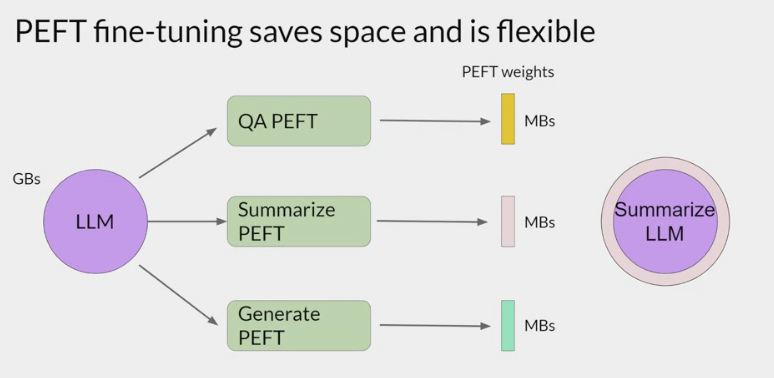 PEFT fine-tuning saves space and is flexible
PEFT weights
QA PEFT
MBs
GBs
LLM
Summarize
PEFT
MBs
Summarize
LLM
Generate
PEFT
MBs